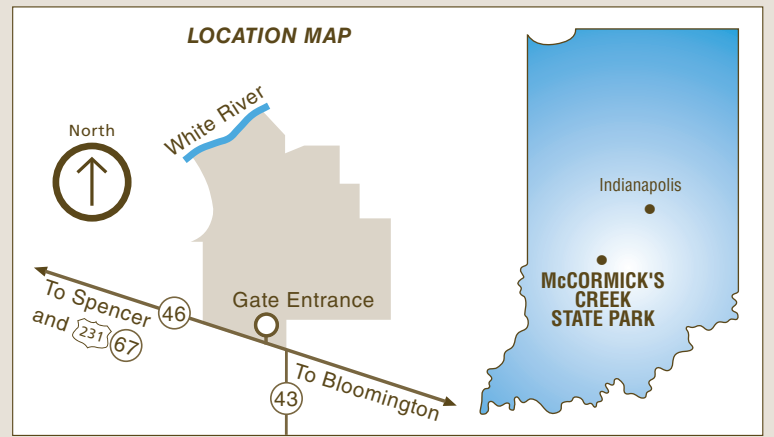 LOCATION MAP
White River
North
Indianapolis
McCORMICK'S
CREEK
STATE PARK
Gate Entrance
To Spencer
and 231 67
46
To Bloomington
43